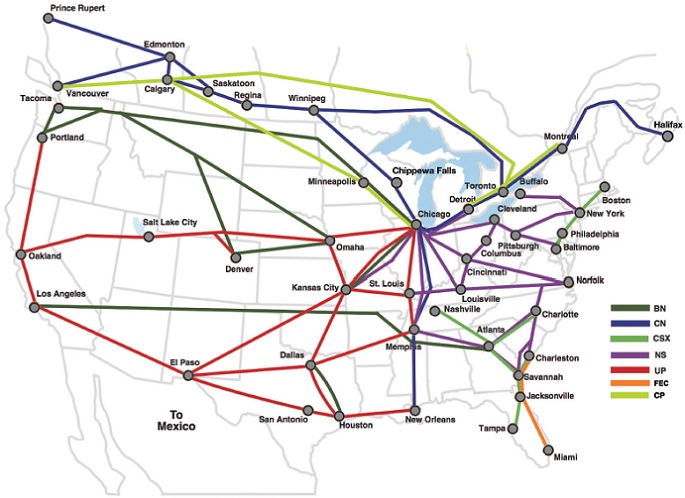 Prince Rupert
Edmonton
Vancouver
Calgary
Saskatoon
Regina
Winnipeg
Tacoma
Portland
Montreal
Halifax
Chippewa Falls
Minneapolis
Toronto
Buffalo
Detroit
Boston
New York
Cleveland
Chicago
Philadelphia
Baltimore
Pittsburgh
Columbus
Salt Lake City
Omaha
Denver
Oakland
Cincinnati
Kansas City
St. Louis
Norfolk
Louisville
Los Angeles
Nashville
Charlotte
Atlanta
Memphis
Dallas
El Paso
Charleston
Savannah
Jacksonville
San Antonio
Houston
New Orleans
Tampa
Miami
To
Mexico
BN
CN
CSX
NS
UP
FEC
CP